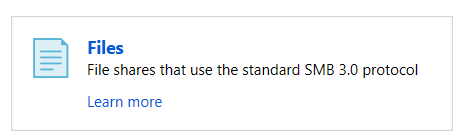 Files
File shares that use the standard SMB 3.0 protocol
Learn more